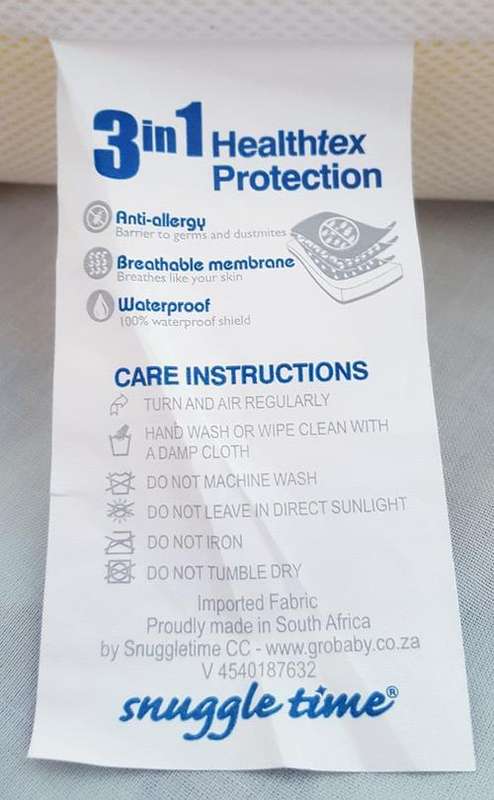 3in1 Healthtex
Protection
Anti-allergy
Barrier to germs and dustmites
Breathable membrane
Breathes like your skin
Waterproof
100% waterproof shield
CARE INSTRUCTIONS
TURN AND AIR REGULARLY
HAND WASH OR WIPE CLEAN WITH
A DAMP CLOTH
DO NOT MACHINE WASH
DO NOT LEAVE IN DIRECT SUNLIGHT
DO NOT IRON
DO NOT TUMBLE DRY
Imported Fabric
Proudly made in South Africa
by Snuggletime CC - www.grobaby.co.za
V 4540187632
snuggle time®